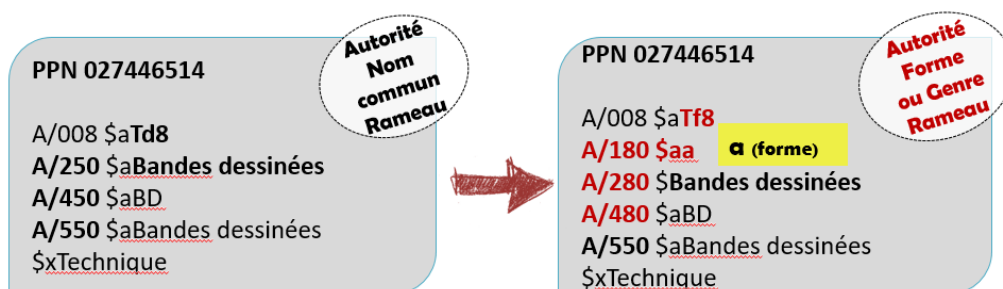 PPN 027446514
Autorité
Nom
commun
Rameau
A/008 $aTd8
A/250 $aBandes dessinées
A/450 $aBD
A/550 $aBandes dessinées
$xTechnique
PPN 027446514
Autorité
Forme
ou Genre
Rameau
A/008 $aTf8
A/180 $aa
a (forme)
A/280 $Bandes dessinées
A/480 $aBD
A/550 $aBandes dessinées
$xTechnique